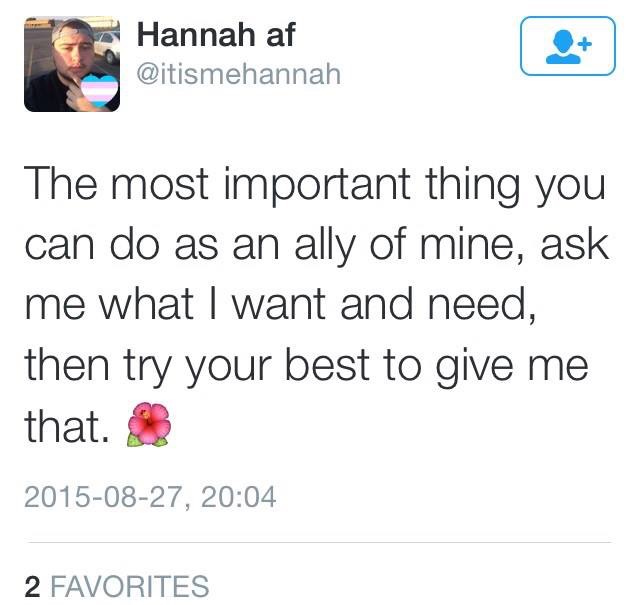 Hannah af
@itismehannah
The most important thing you
can do as an ally of mine, ask
me what I want and need,
then try your best to give me
that. 🌺
2015-08-27, 20:04
2 FAVORITES